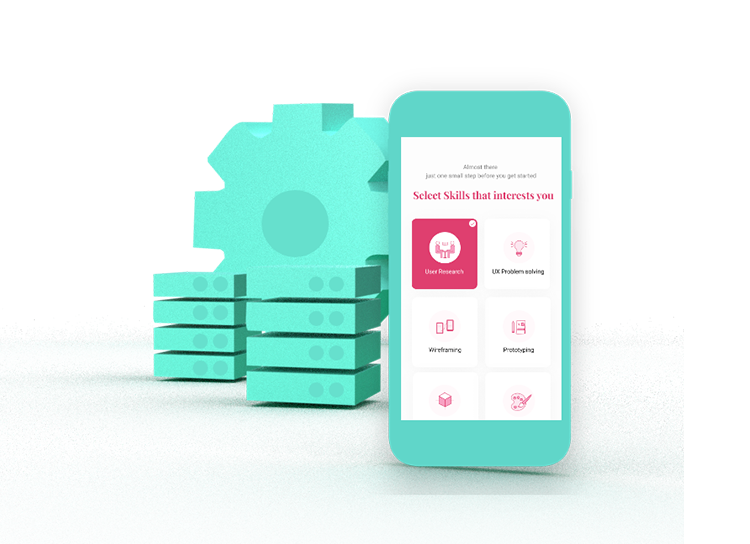 Almost there
just one small step before you get started
Select Skills that interests you
User Research
UX Problem solving
Wireframing
Prototyping